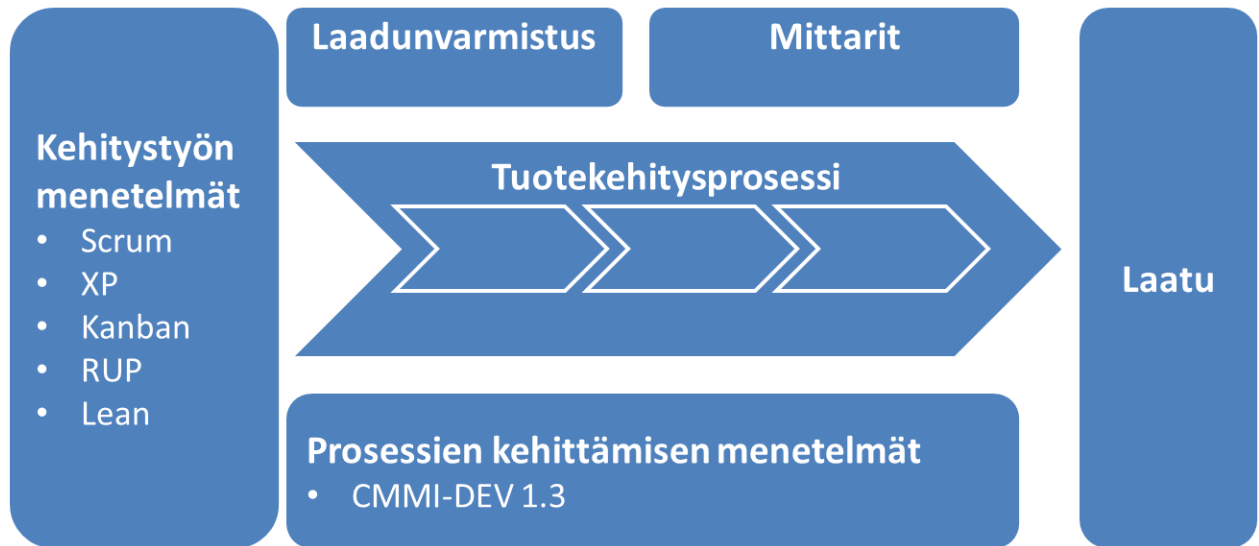 Laadunvarmistus
Mittarit
Kehitystyön
menetelmät
• Scrum
• XP
• Kanban
• RUP
• Lean
Tuotekehitysprosessi
Laatu
Prosessien kehittämisen menetelmät
• CMMI-DEV 1.3